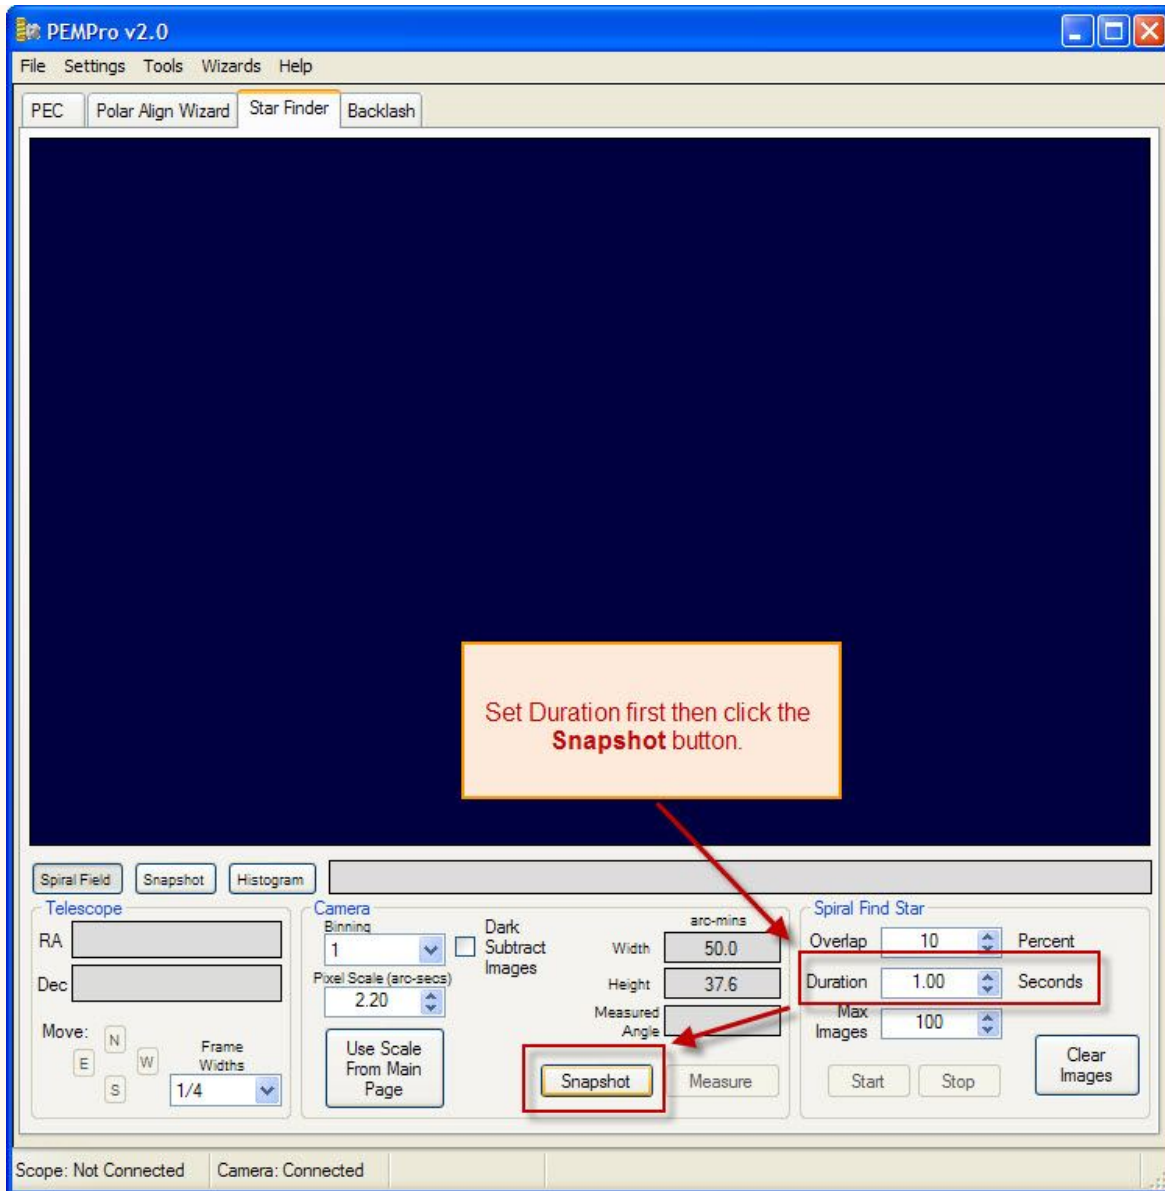 PEMPro v2.0
File Settings Tools Wizards Help
PEC Polar Align Wizard Star Finder Backlash
Set Duration first then click the
Snapshot button.
Spiral Field Snapshot Histogram
Telescope
RA
Dec
Move:
N
E
W
S
Frame
Widths
1/4
Camera
Binning
1
Dark
Subtract
Images
Pixel Scale (arc-secs)
2.20
Use Scale
From Main
Page
arc-mins
Width 50.0
Height 37.6
Measured
Angle
Snapshot Measure
Spiral Find Star
Overlap 10 Percent
Duration 1.00 Seconds
Max
Images
100
Start Stop
Clear
Images
Scope: Not Connected Camera: Connected